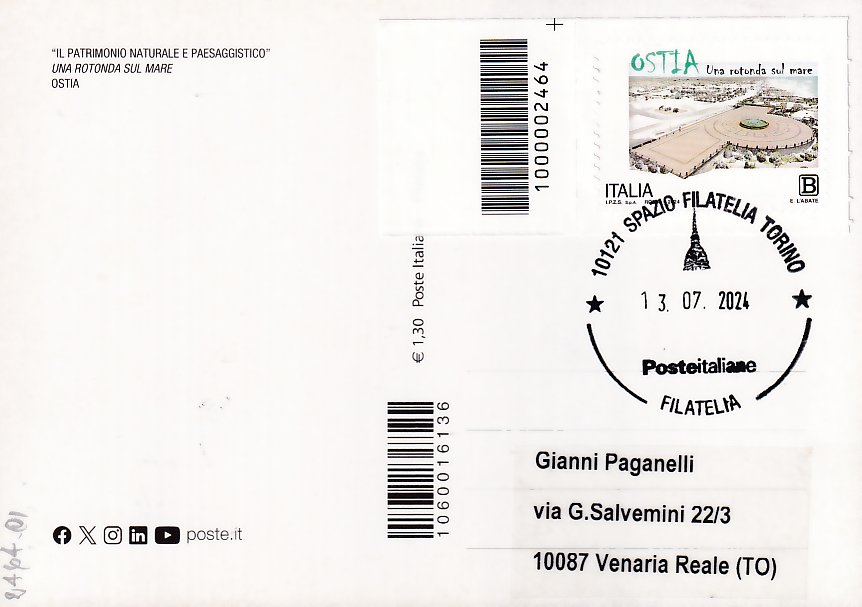 "IL PATRIMONIO NATURALE E PAESAGGISTICO"
UNA ROTONDA SUL MARE
OSTIA
1000002464
OSTIA Una rotonda sul mare
ITALIA
B
I.P.Z.S. S.p.A.
E L'ABATE
10121 SPAZIO FILATELIA TORINO
13. 07. 2024
Posteitaliane
FILATELIA
€ 1,30 Poste Italia
1060016136
Gianni Paganelli
via G.Salvemini 22/3
10087 Venaria Reale (TO)
poste.it